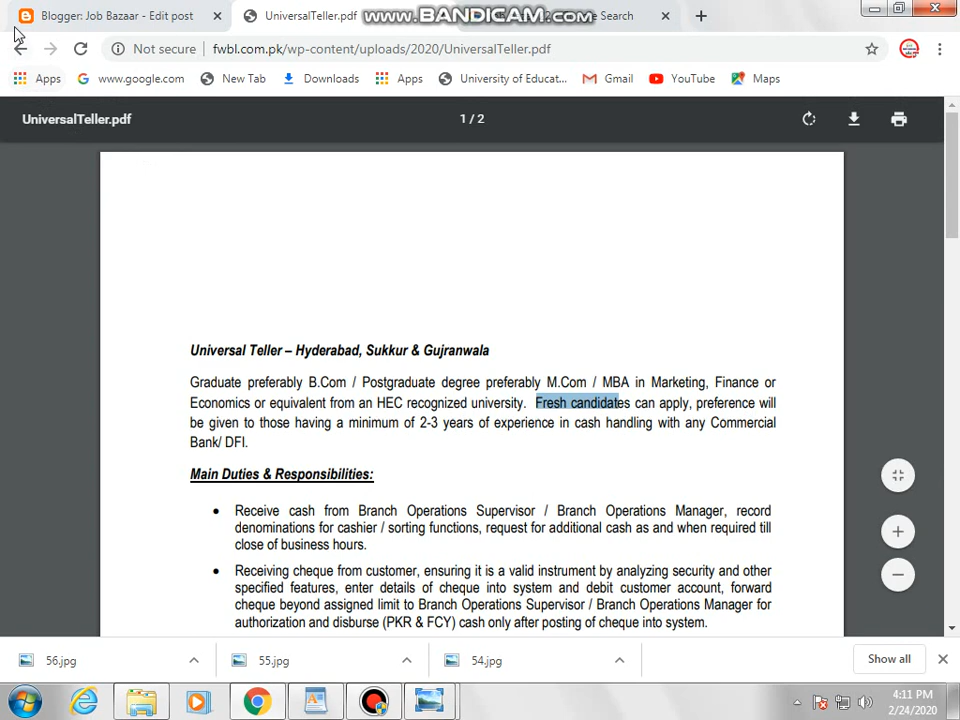 Blogger: Job Bazaar - Edit post
UniversalTeller.pdf
www.BANDICAM.com
Search
Not secure
fwbl.com.pk/wp-content/uploads/2020/UniversalTeller.pdf
Apps
www.google.com
New Tab
Downloads
Apps
University of Educat...
Gmail
YouTube
Maps
UniversalTeller.pdf
1 / 2
Universal Teller – Hyderabad, Sukkur & Gujranwala
Graduate preferably B.Com / Postgraduate degree preferably M.Com / MBA in Marketing, Finance or
Economics or equivalent from an HEC recognized university. Fresh candidates can apply, preference will
be given to those having a minimum of 2-3 years of experience in cash handling with any Commercial
Bank/ DFI.
Main Duties & Responsibilities:
• Receive cash from Branch Operations Supervisor / Branch Operations Manager, record
denominations for cashier / sorting functions, request for additional cash as and when required till
close of business hours.
• Receiving cheque from customer, ensuring it is a valid instrument by analyzing security and other
specified features, enter details of cheque into system and debit customer account, forward
cheque beyond assigned limit to Branch Operations Supervisor / Branch Operations Manager for
authorization and disburse (PKR & FCY) cash only after posting of cheque into system.
56.jpg
55.jpg
54.jpg
Show all
4:11 PM
2/24/2020